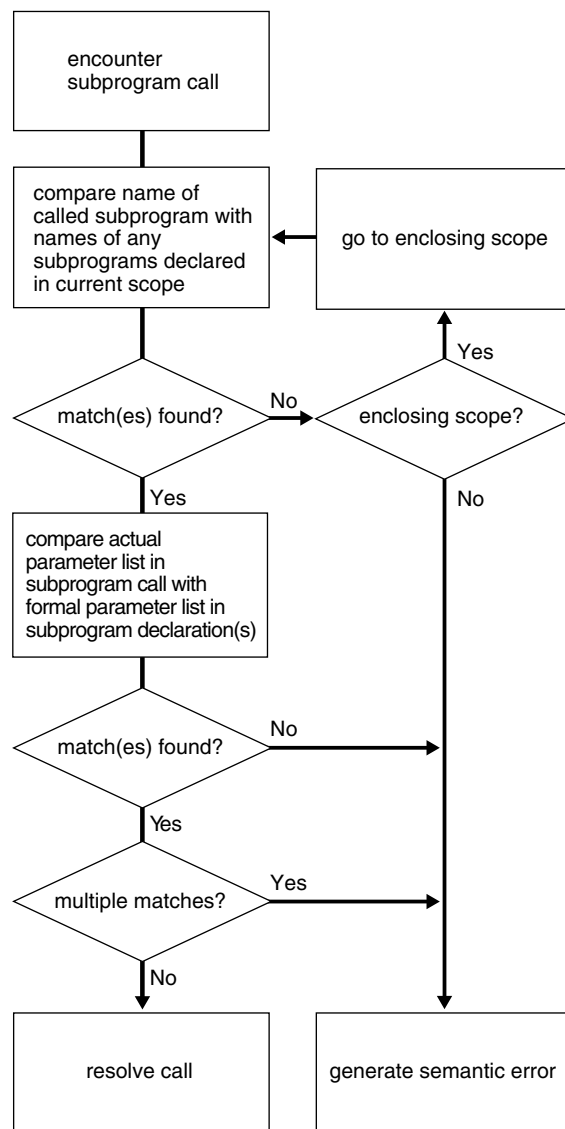 encounter
subprogram call
compare name of
called subprogram with
names of any
subprograms declared
in current scope
go to enclosing scope
Yes
match(es) found?
No
enclosing scope?
Yes
No
compare actual
parameter list in
subprogram call with
formal parameter list in
subprogram declaration(s)
match(es) found?
No
Yes
multiple matches?
Yes
No
resolve call
generate semantic error